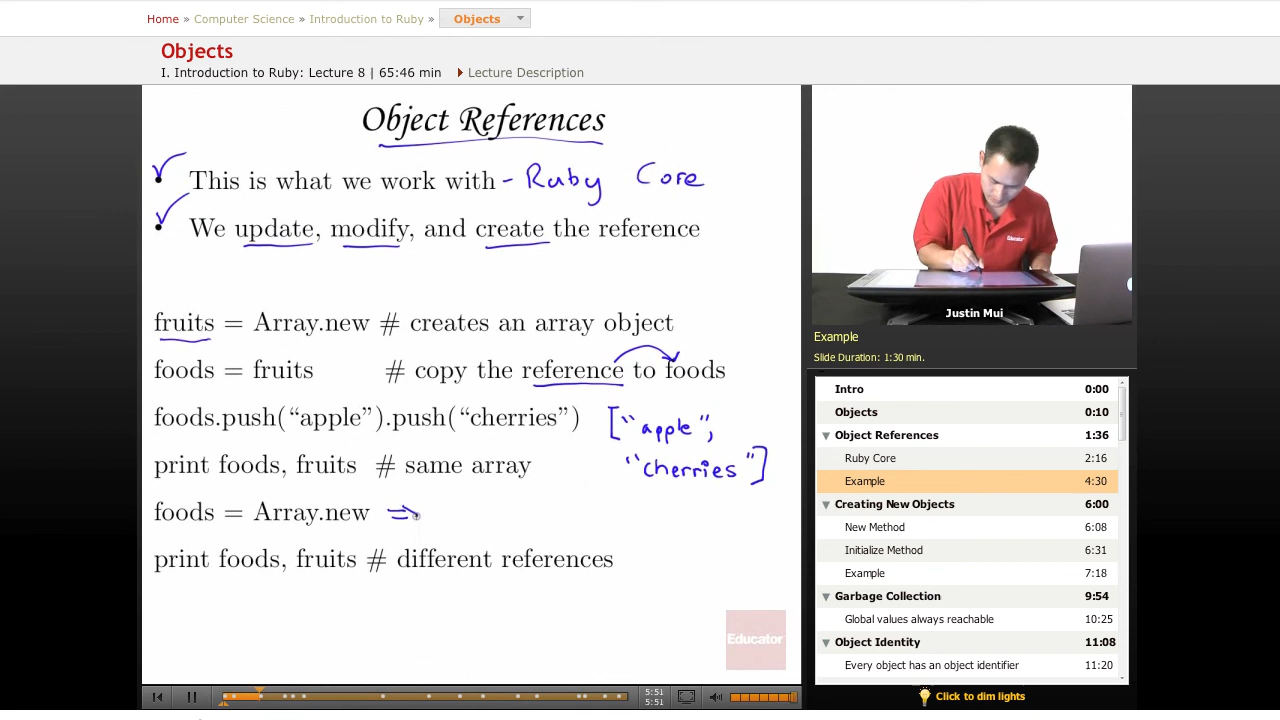 Home » Computer Science » Introduction to Ruby » Objects
Objects
I. Introduction to Ruby: Lecture 8 | 65:46 min Lecture Description
Object References
• This is what we work with - Ruby Core
• We update, modify, and create the reference
fruits = Array.new # creates an array object
foods = fruits # copy the reference to foods
foods.push(“apple”).push(“cherries”) ["apple",
"cherries"]
print foods, fruits # same array
foods = Array.new =>
print foods, fruits # different references
Educator
Justin Mui
Example
Slide Duration: 1:30 min.
Intro 0:00
Objects 0:10
Object References 1:36
Ruby Core 2:16
Example 4:30
Creating New Objects 6:00
New Method 6:08
Initialize Method 6:31
Example 7:18
Garbage Collection 9:54
Global values always reachable 10:25
Object Identity 11:08
Every object has an object identifier 11:20
5:51
5:51
Click to dim lights